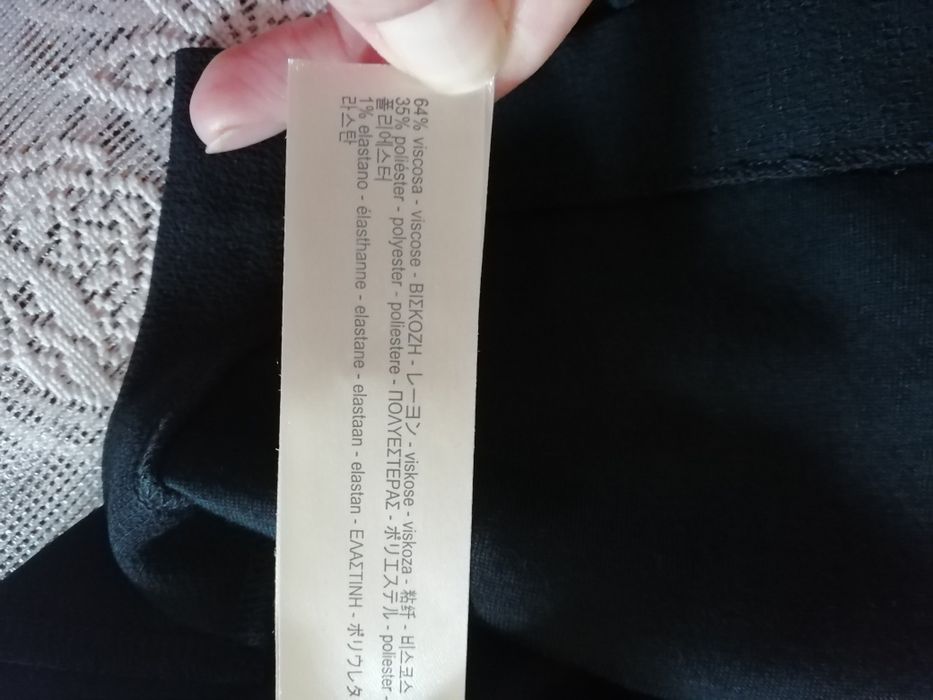 64% viscosa - viscose - ΒΙΣΚΟΖΗ - レーヨン - viskose - viskoza - 粘纤 - 비스코스
35% poliéster - polyester - poliestere - ΠΟΛΥΕΣΤΕΡΑΣ - ポリエステル - poliester -
폴리에스터
1% elastano - élasthanne - elastane - elastaan - elastan - ΕΛΑΣΤΙΝΗ - ポリウレタ
라스탄